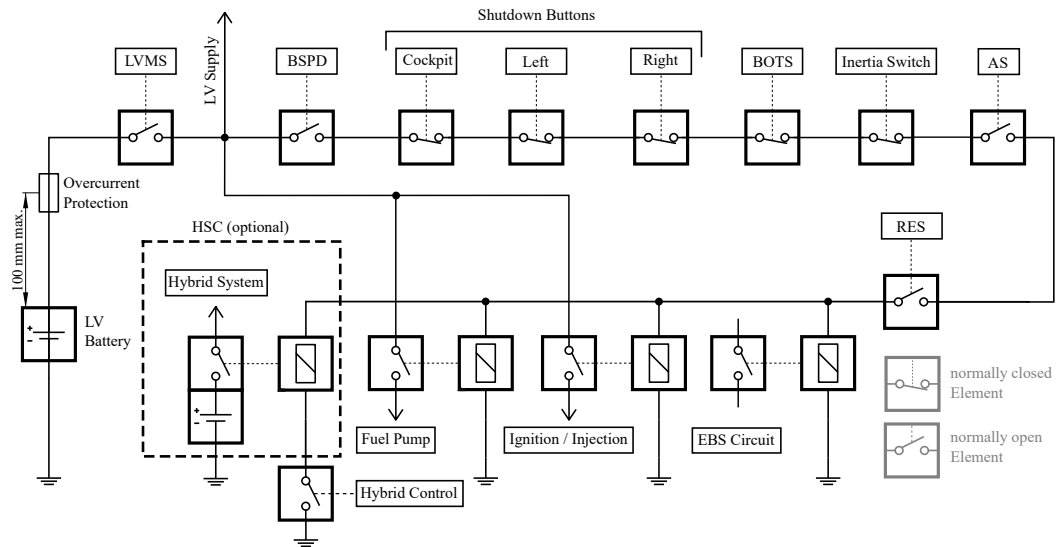 Shutdown Buttons
LV Supply
LVMS
BSPD
Cockpit
Left
Right
BOTS
Inertia Switch
AS
Overcurrent
Protection
100 mm max.
HSC (optional)
RES
Hybrid System
+
-
LV
Battery
+
-
normally closed
Element
Fuel Pump
Ignition / Injection
EBS Circuit
normally open
Element
Hybrid Control